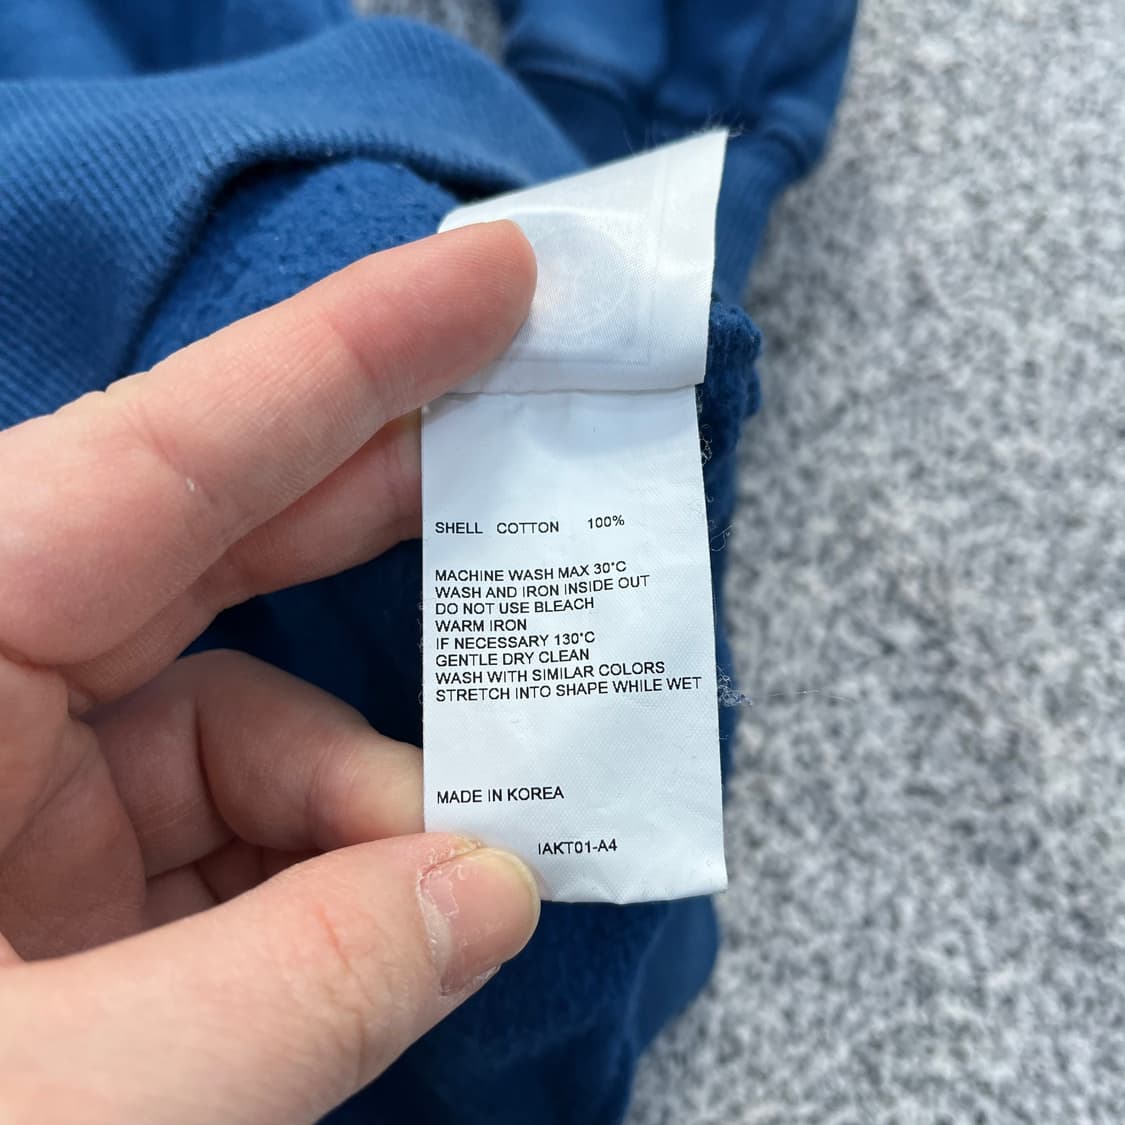 SHELL COTTON 100%
MACHINE WASH MAX 30°C
WASH AND IRON INSIDE OUT
DO NOT USE BLEACH
WARM IRON
IF NECESSARY 130°C
GENTLE DRY CLEAN
WASH WITH SIMILAR COLORS
STRETCH INTO SHAPE WHILE WET
MADE IN KOREA
IAKT01-A4